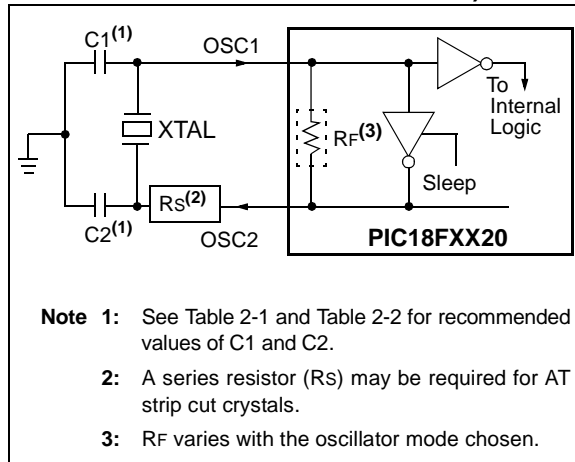 C1(1)
OSC1
To
Internal
Logic
XTAL
RF(3)
Sleep
RS(2)
C2(1)
OSC2
PIC18FXX20
Note 1: See Table 2-1 and Table 2-2 for recommended
values of C1 and C2.
2: A series resistor (RS) may be required for AT
strip cut crystals.
3: RF varies with the oscillator mode chosen.